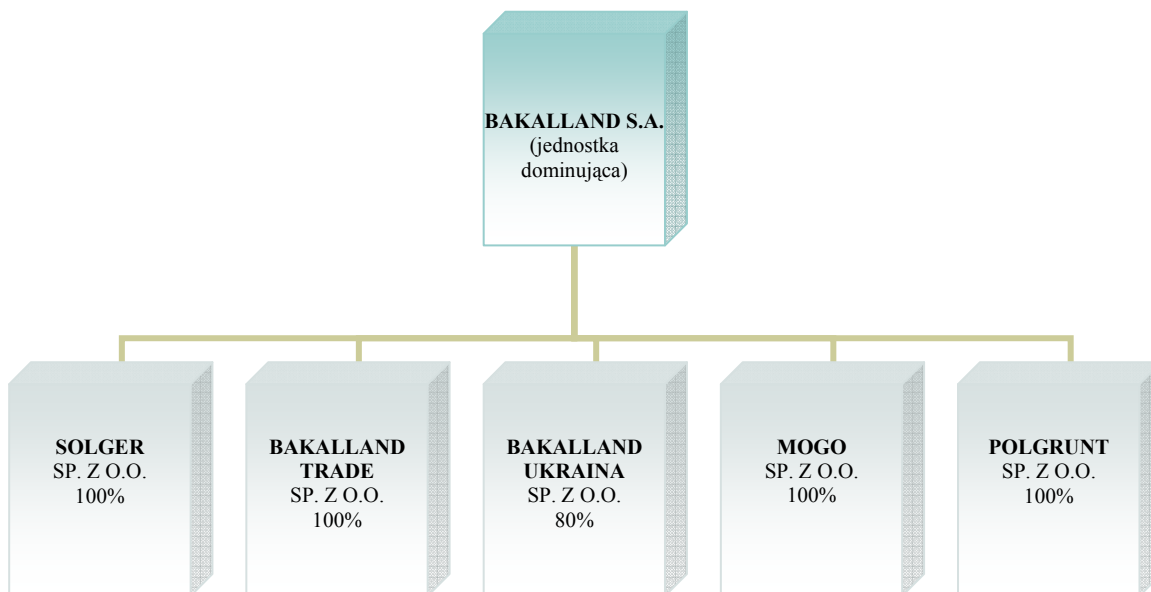 BAKALLAND S.A.
(jednostka
dominująca)
SOLGER
SP. Z O.O.
100%
BAKALLAND
TRADE
SP. Z O.O.
100%
BAKALLAND
UKRAINA
SP. Z O.O.
80%
MOGO
SP. Z O.O.
100%
POLGRUNT
SP. Z O.O.
100%